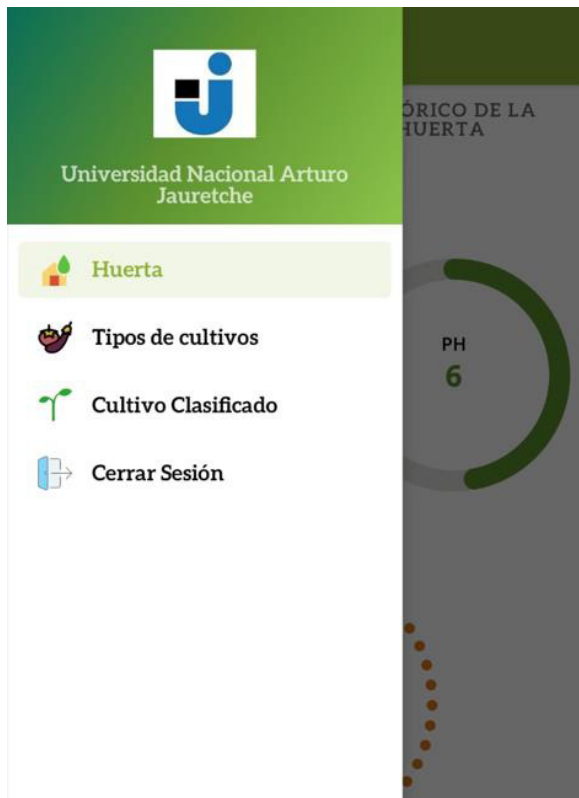 Universidad Nacional Arturo
Jauretche
Huerta
Tipos de cultivos
Cultivo Clasificado
Cerrar Sesión
ÓRICO DE LA
HUERTA
PH
6